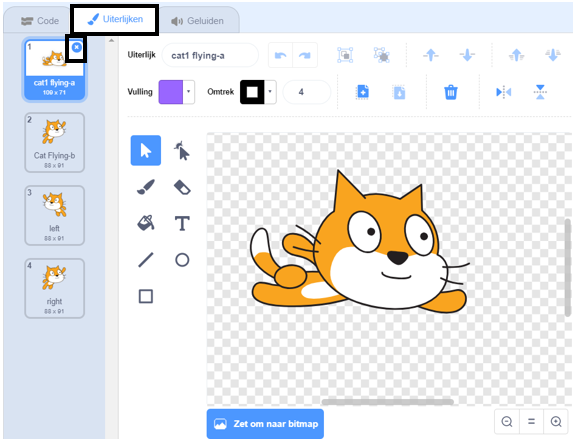 Code
Uiterlijken
Geluiden
1
cat1 flying-a
109 x 71
2
Cat Flying-b
88 x 91
3
left
88 x 91
4
right
88 x 91
Uiterlijk cat1 flying-a
Vulling Omtrek 4
T
Zet om naar bitmap